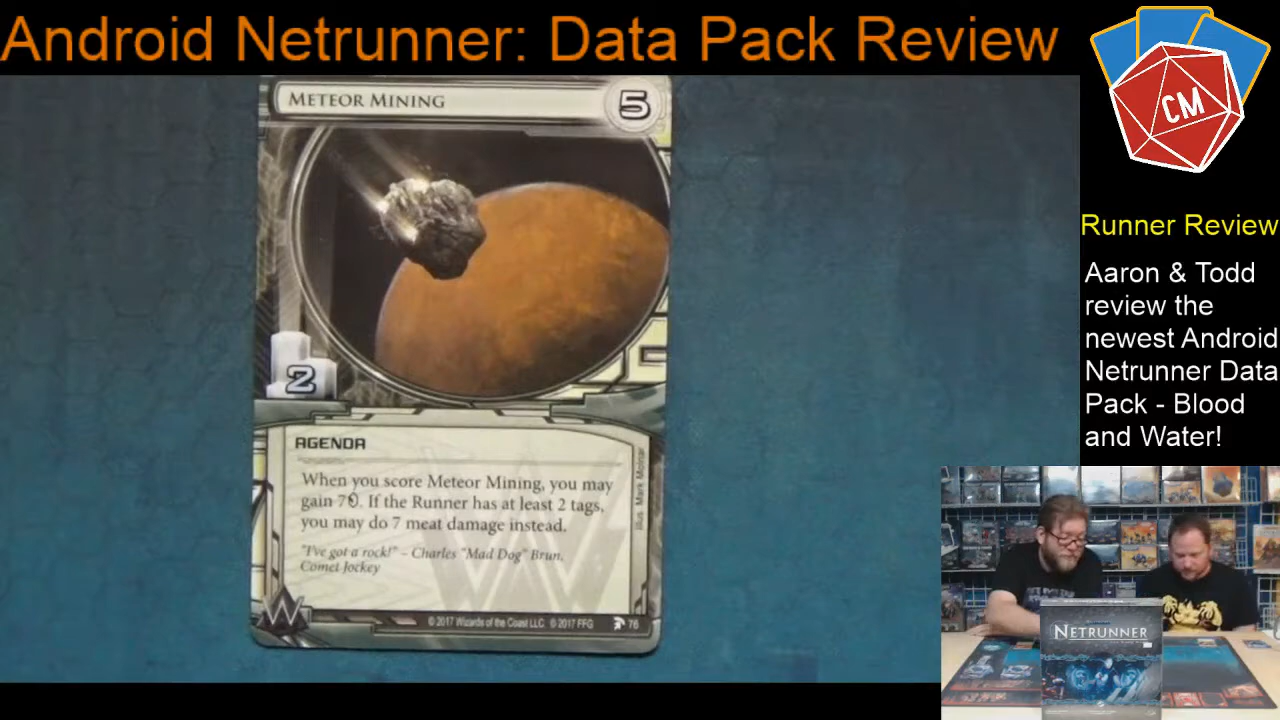 Android Netrunner: Data Pack Review
CM
METEOR MINING
5
2
AGENDA
When you score Meteor Mining, you may
gain 7. If the Runner has at least 2 tags,
you may do 7 meat damage instead.
"I've got a rock!" – Charles "Mad Dog" Brun,
Comet Jockey
Illus. Mark Molnar
© 2017 Wizards of the Coast LLC. © 2017 FFG
76
Runner Review
Aaron & Todd
review the
newest Android
Netrunner Data
Pack - Blood
and Water!
NETRUNNER